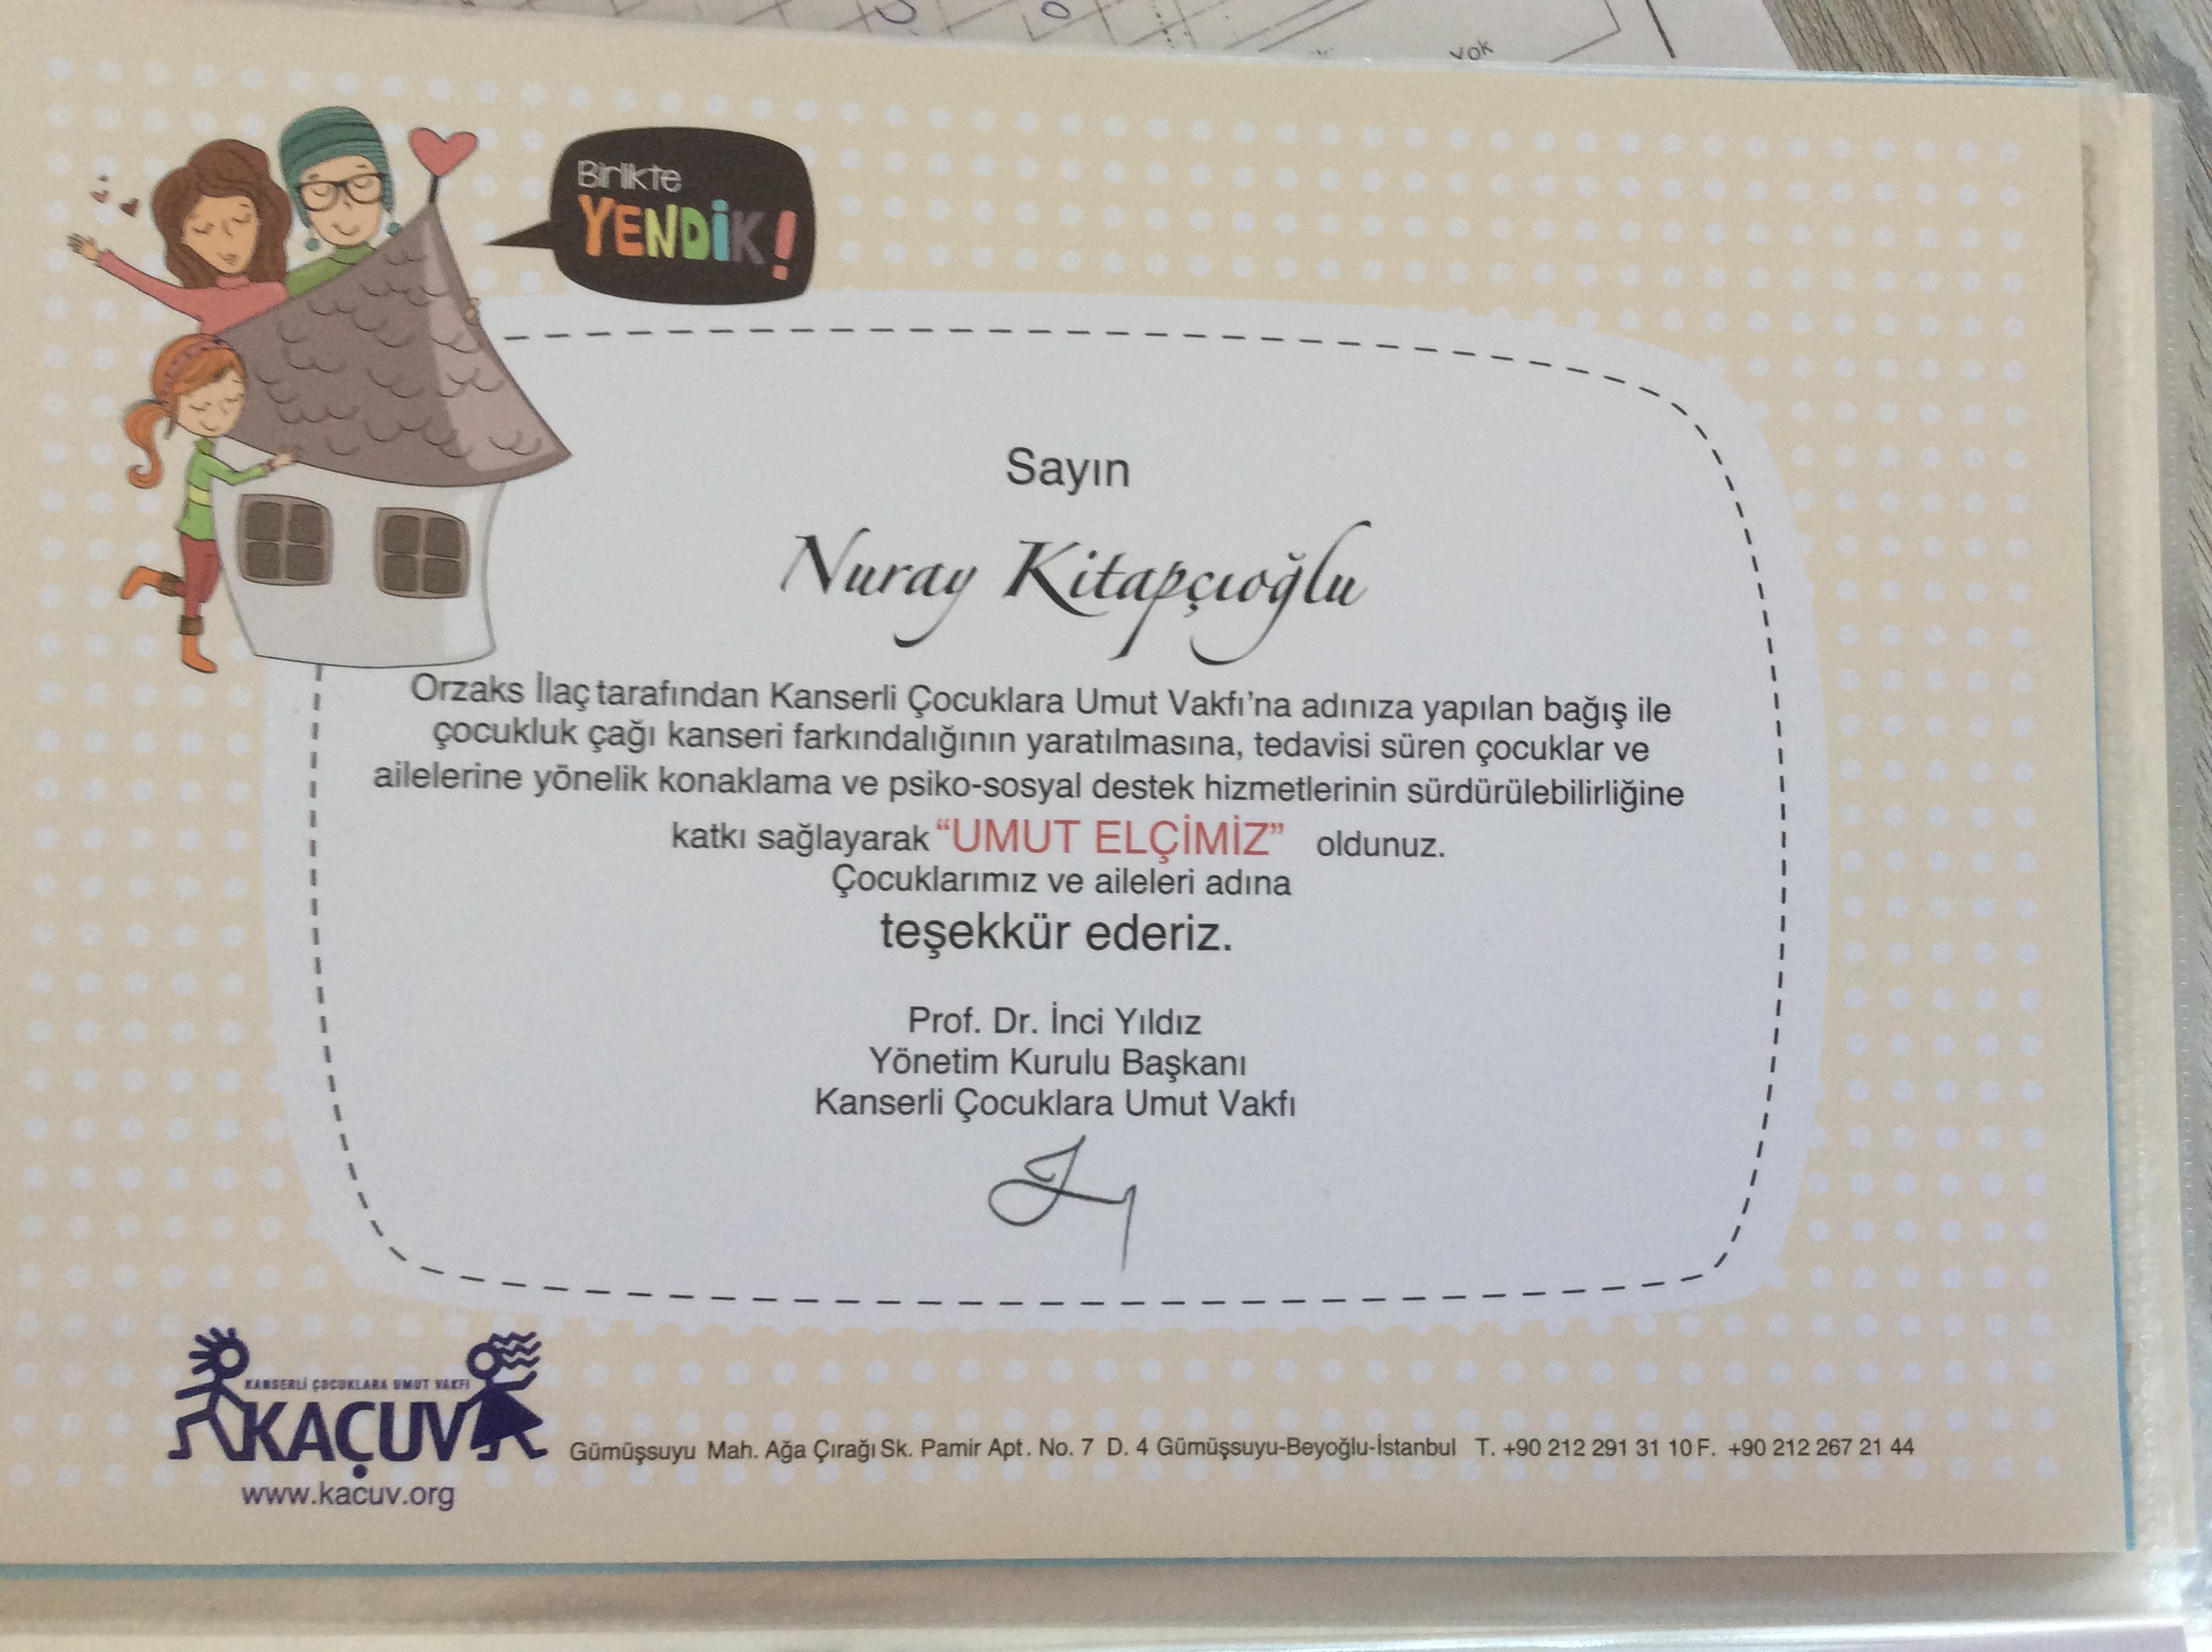 yok
Birlikte
YENDİK!
Sayın
Nuray Kitapçıoğlu
Orzaks İlaç tarafından Kanserli Çocuklara Umut Vakfı'na adınıza yapılan bağış ile
çocukluk çağı kanseri farkındalığının yaratılmasına, tedavisi süren çocuklar ve
ailelerine yönelik konaklama ve psiko-sosyal destek hizmetlerinin sürdürülebilirliğine
katkı sağlayarak “UMUT ELÇİMİZ” oldunuz.
Çocuklarımız ve aileleri adına
teşekkür ederiz.
Prof. Dr. İnci Yıldız
Yönetim Kurulu Başkanı
Kanserli Çocuklara Umut Vakfı
KANSERLİ ÇOCUKLARA UMUT VAKFI
KAÇUV
www.kacuv.org
Gümüşsuyu Mah. Ağa Çırağı Sk. Pamir Apt. No. 7 D. 4 Gümüşsuyu-Beyoğlu-İstanbul T. +90 212 291 31 10 F. +90 212 267 21 44